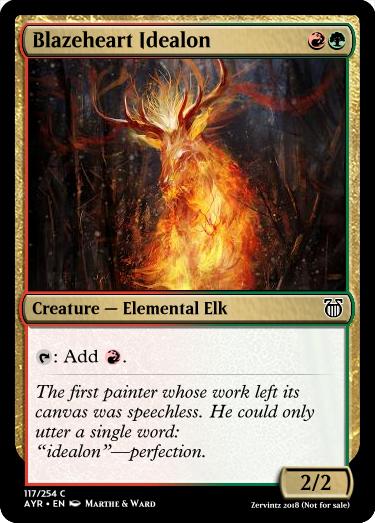 Blazeheart Idealon
Creature — Elemental Elk
: Add .
The first painter whose work left its
canvas was speechless. He could only
utter a single word:
“idealon”—perfection.
2/2
117/254 C
AYR • EN Marthe & Ward
Zervintz 2018 (Not for sale)